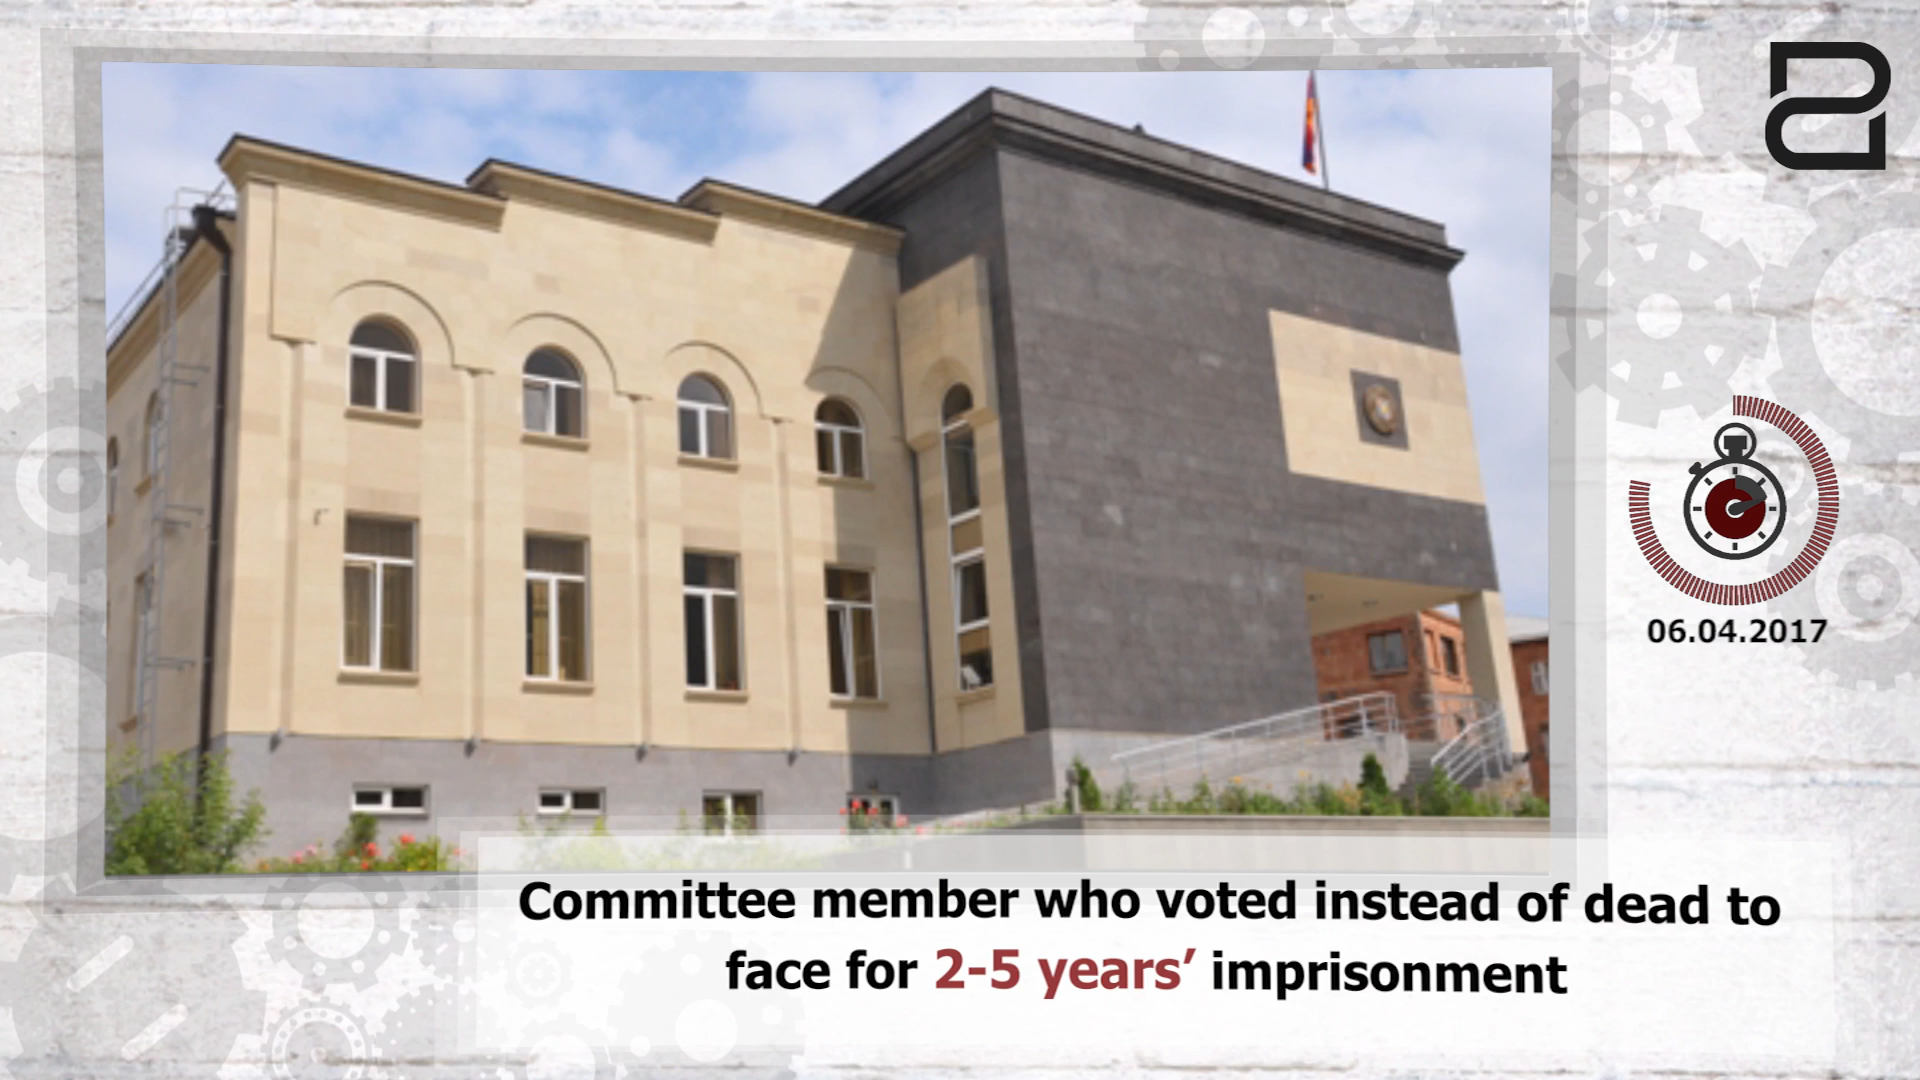 06.04.2017
Committee member who voted instead of dead to
face for 2-5 years’ imprisonment